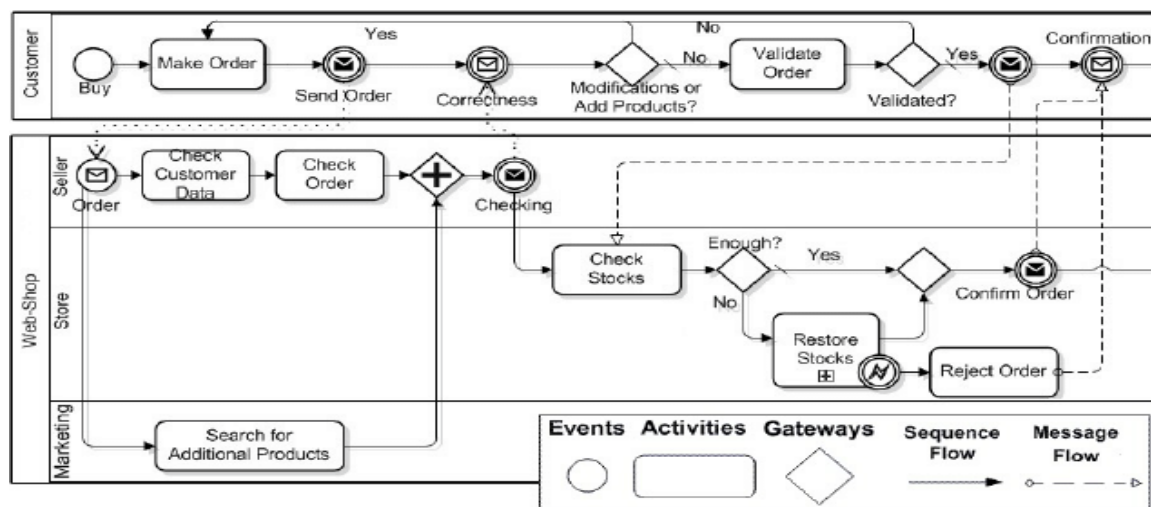 Customer
Buy
Make Order
Yes
Send Order
Correctness
No
Modifications or
Add Products?
No
Validate
Order
Validated?
Yes
Confirmation
Web-Shop
Seller
Order
Check
Customer
Data
Check
Order
Checking
Store
Check
Stocks
Enough?
Yes
No
Restore
Stocks
Confirm Order
Reject Order
Marketing
Search for
Additional Products
Events
Activities
Gateways
Sequence
Flow
Message
Flow